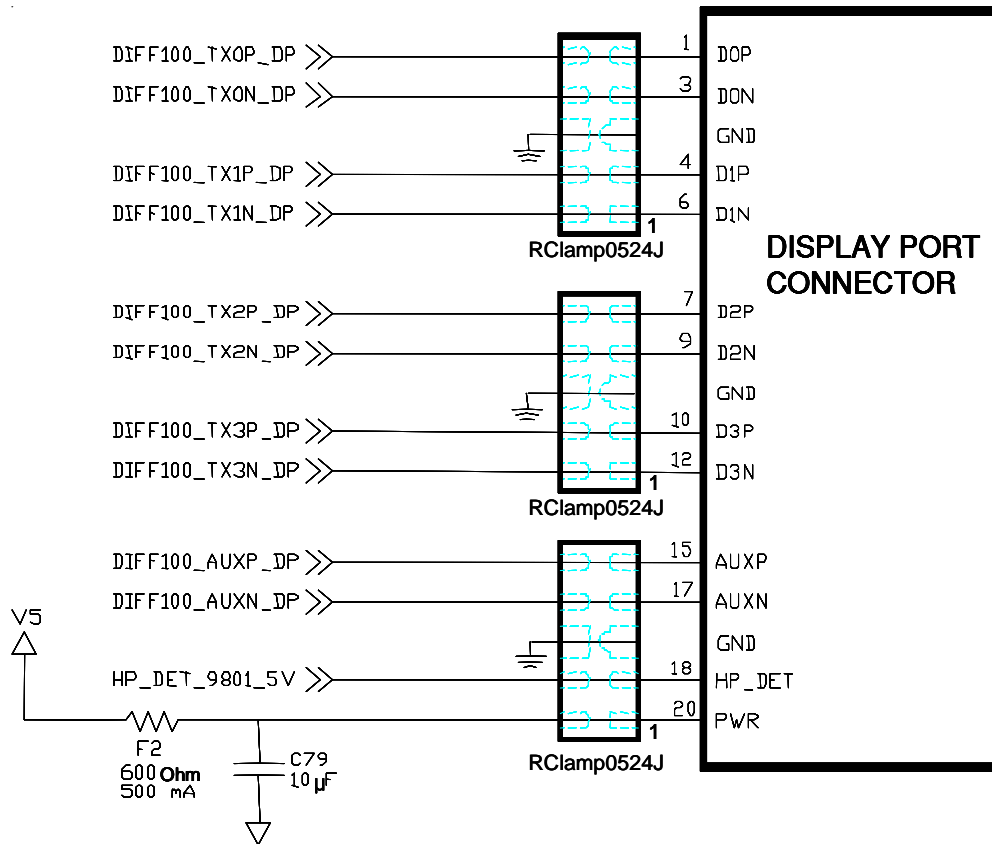 DIFF100_TX0P_DP 1 D0P
DIFF100_TX0N_DP 3 D0N
GND
DIFF100_TX1P_DP 4 D1P
DIFF100_TX1N_DP 6 D1N
1
RClamp0524J
DISPLAY PORT
CONNECTOR
DIFF100_TX2P_DP 7 D2P
DIFF100_TX2N_DP 9 D2N
GND
DIFF100_TX3P_DP 10 D3P
DIFF100_TX3N_DP 12 D3N
1
RClamp0524J
DIFF100_AUXP_DP 15 AUXP
DIFF100_AUXN_DP 17 AUXN
V5
GND
HP_DET_9801_5V 18 HP_DET
20 PWR
1
F2
600 Ohm
500 mA
C79
10 µF
RClamp0524J